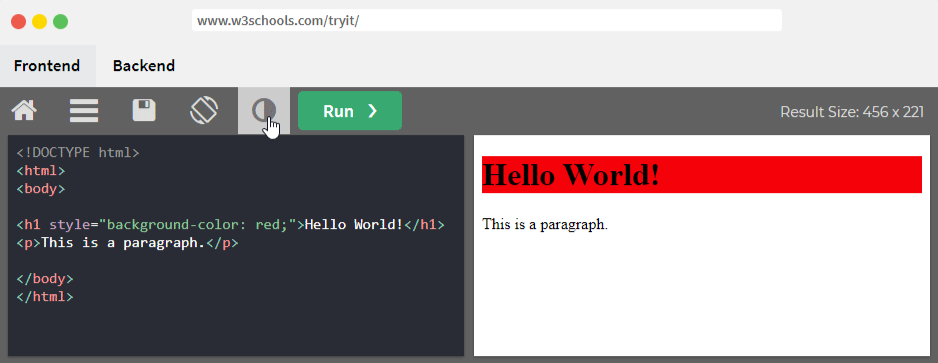 www.w3schools.com/tryit/
Frontend Backend
Run ❯ Result Size: 456 x 221
<!DOCTYPE html>
<html>
<body>
<h1 style="background-color: red;">Hello World!</h1>
<p>This is a paragraph.</p>
</body>
</html>
Hello World!
This is a paragraph.